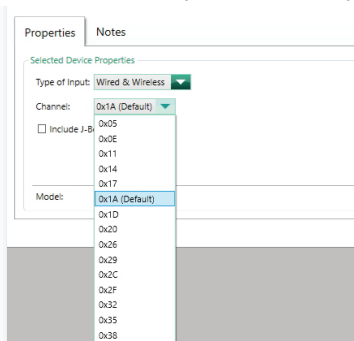 Properties Notes
Selected Device Properties
Type of Input: Wired & Wireless
Channel: 0x1A (Default)
0x05
Include J-B
0x0E
0x11
0x14
0x17
Model: 0x1A (Default)
0x1D
0x20
0x26
0x29
0x2C
0x2F
0x32
0x35
0x38